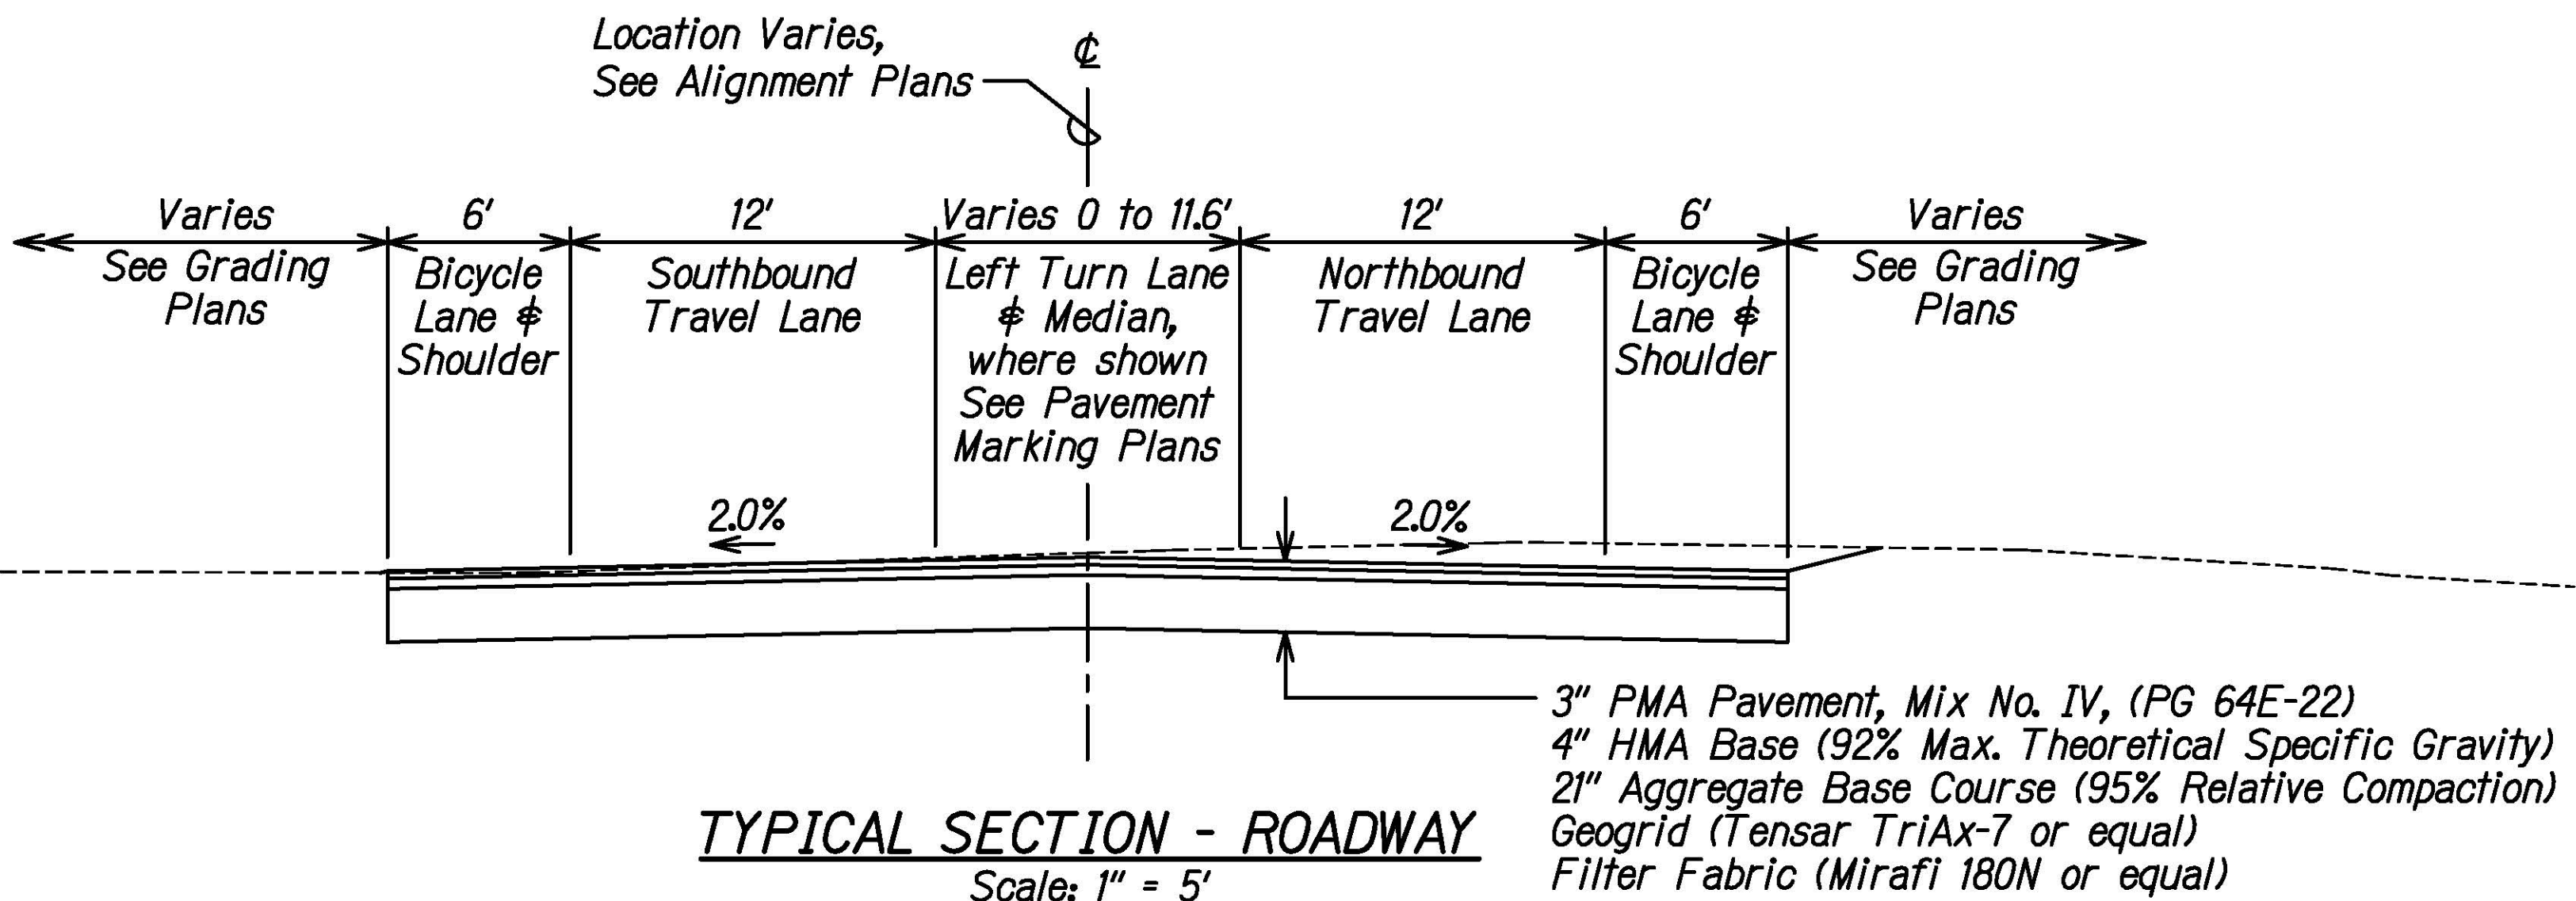 Location Varies,
See Alignment Plans
℄
Varies
6'
12'
Varies 0 to 11.6'
12'
6'
Varies
See Grading
Plans
Bicycle
Lane &
Shoulder
Southbound
Travel Lane
Left Turn Lane
& Median,
where shown
See Pavement
Marking Plans
Northbound
Travel Lane
Bicycle
Lane &
Shoulder
See Grading
Plans
2.0%
2.0%
3" PMA Pavement, Mix No. IV, (PG 64E-22)
4" HMA Base (92% Max. Theoretical Specific Gravity)
21" Aggregate Base Course (95% Relative Compaction)
Geogrid (Tensar TriAx-7 or equal)
Filter Fabric (Mirafi 180N or equal)
TYPICAL SECTION - ROADWAY
Scale: 1" = 5'